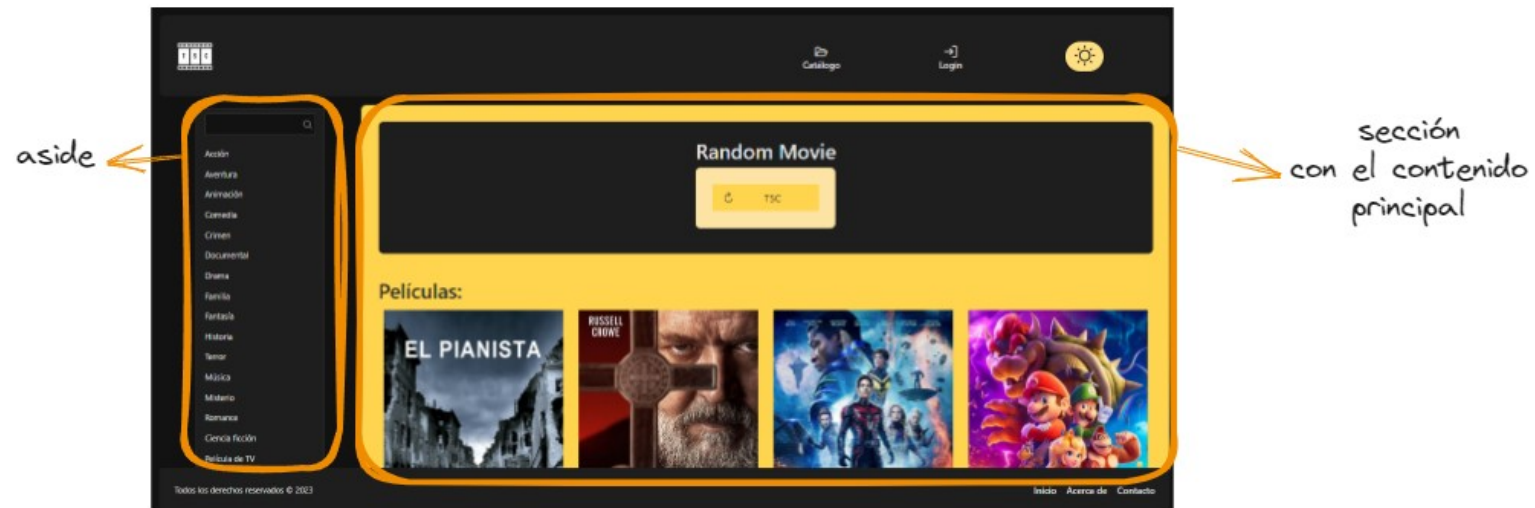 TSC
Catálogo
Login
aside
Acción
Aventura
Animación
Comedia
Crimen
Documental
Drama
Familia
Fantasía
Historia
Terror
Música
Misterio
Romance
Ciencia ficción
Película de TV
Random Movie
TSC
Películas:
EL PIANISTA
RUSSELL
CROWE
sección
con el contenido
principal
Todos los derechos reservados © 2023
Inicio Acerca de Contacto